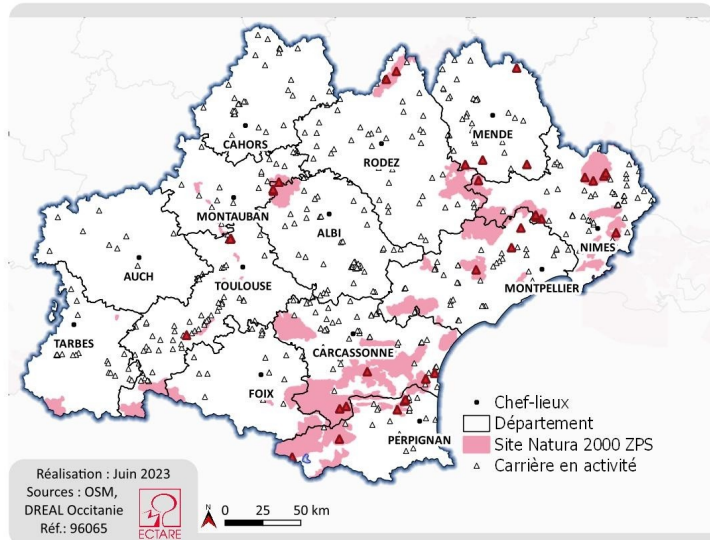 CAHORS
MENDE
RODEZ
MONTAUBAN
ALBI
NIMES
AUCH
TOULOUSE
MONTPELLIER
TARBES
CARCASSONNE
FOIX
PERPIGNAN
Chef-lieux
Département
Site Natura 2000 ZPS
Carrière en activité
Réalisation : Juin 2023
Sources : OSM,
DREAL Occitanie
Réf.: 96065
ECTARE
N
0 25 50 km